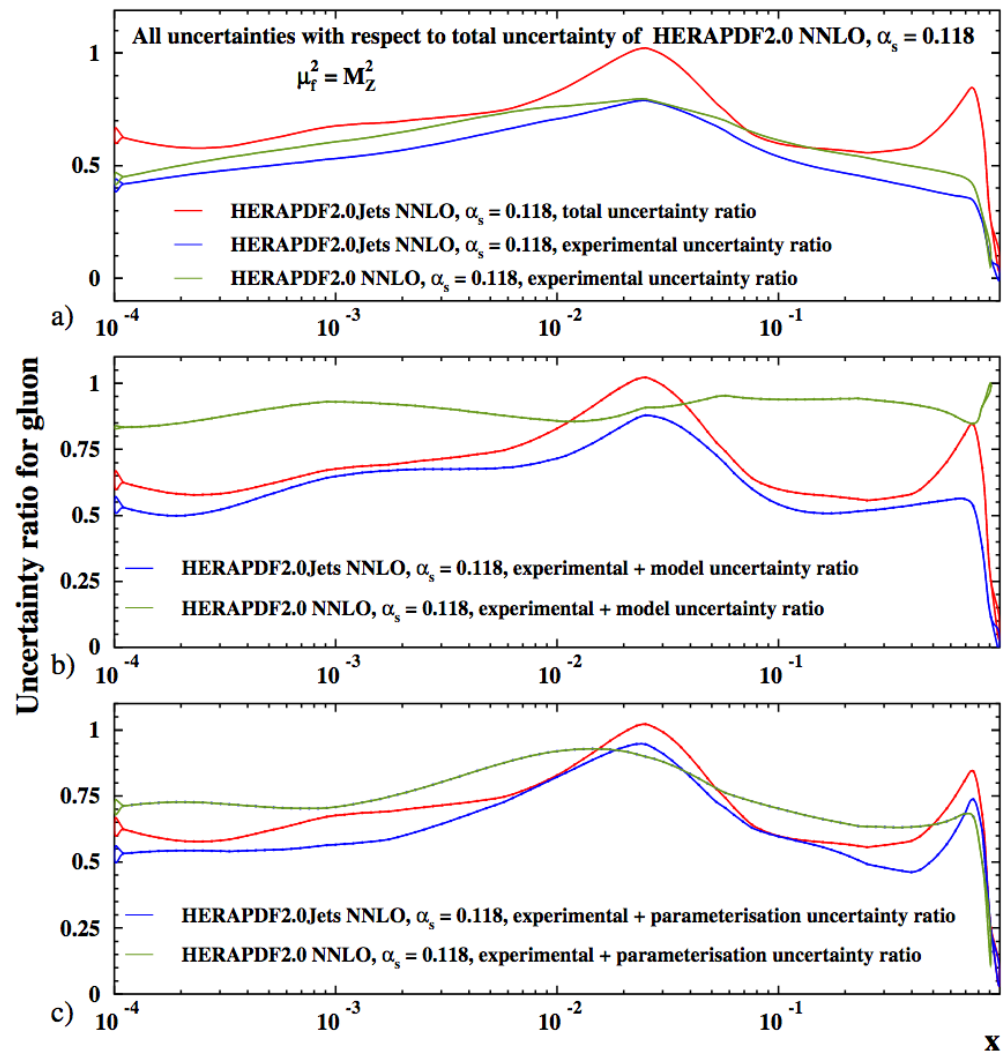 All uncertainties with respect to total uncertainty of HERAPDF2.0 NNLO, αs = 0.118
μf² = MZ²
1
0.5
0
HERAPDF2.0Jets NNLO, αs = 0.118, total uncertainty ratio
HERAPDF2.0Jets NNLO, αs = 0.118, experimental uncertainty ratio
HERAPDF2.0 NNLO, αs = 0.118, experimental uncertainty ratio
a)
10⁻⁴ 10⁻³ 10⁻² 10⁻¹
Uncertainty ratio for gluon
1
0.75
0.5
0.25
0
HERAPDF2.0Jets NNLO, αs = 0.118, experimental + model uncertainty ratio
HERAPDF2.0 NNLO, αs = 0.118, experimental + model uncertainty ratio
b)
10⁻⁴ 10⁻³ 10⁻² 10⁻¹
1
0.75
0.5
0.25
0
HERAPDF2.0Jets NNLO, αs = 0.118, experimental + parameterisation uncertainty ratio
HERAPDF2.0 NNLO, αs = 0.118, experimental + parameterisation uncertainty ratio
c)
10⁻⁴ 10⁻³ 10⁻² 10⁻¹
x